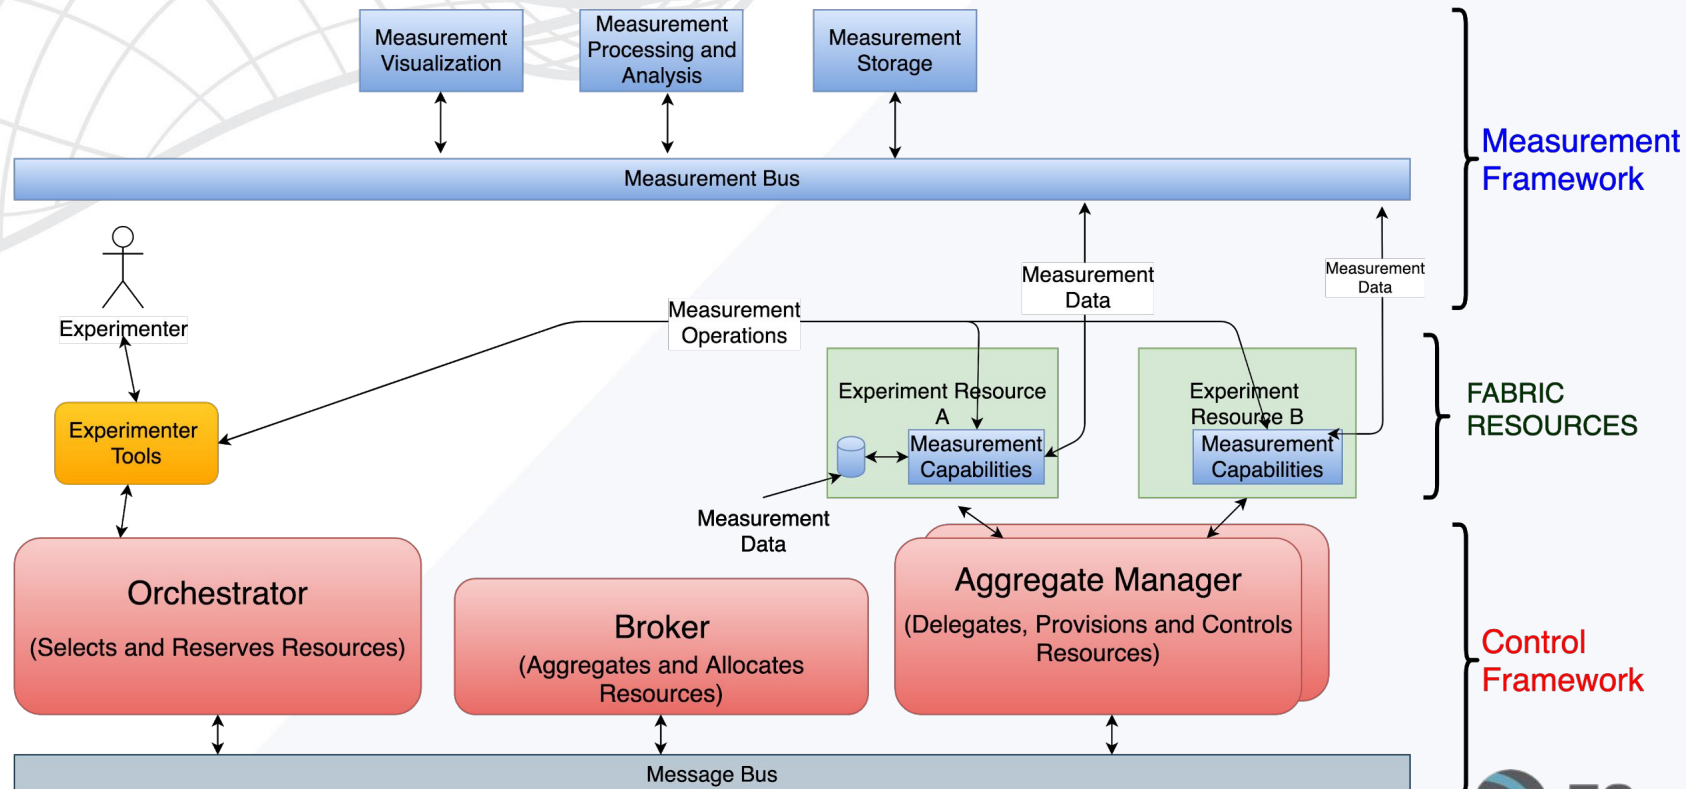 Measurement
Visualization
Measurement
Processing and
Analysis
Measurement
Storage
Measurement Bus
Measurement
Framework
Experimenter
Measurement
Operations
Measurement
Data
Measurement
Data
Experimenter
Tools
Experiment Resource
A
Measurement
Capabilities
Experiment
Resource B
Measurement
Capabilities
FABRIC
RESOURCES
Measurement
Data
Orchestrator
(Selects and Reserves Resources)
Broker
(Aggregates and Allocates
Resources)
Aggregate Manager
(Delegates, Provisions and Controls
Resources)
Control
Framework
Message Bus